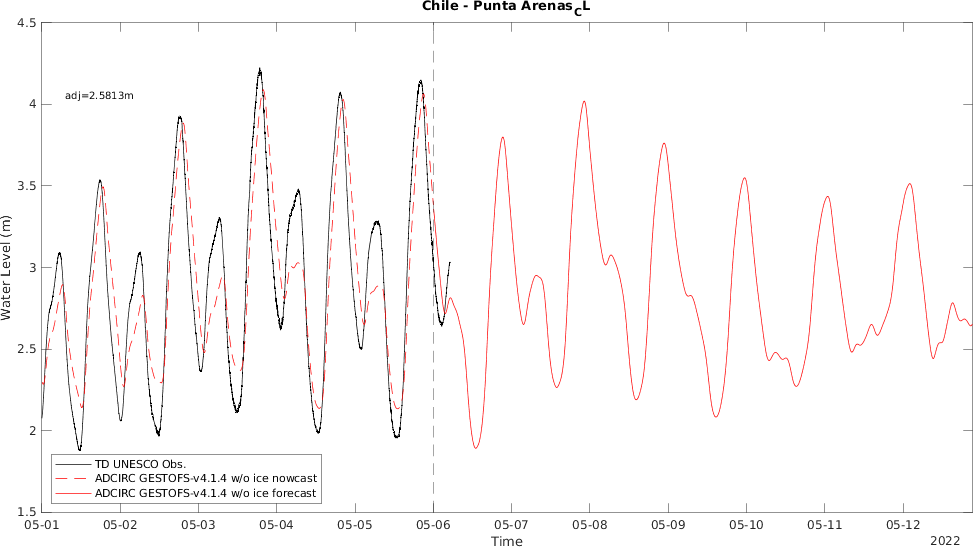 Chile - Punta Arenas_CL
4.5
adj=2.5813m
4
3.5
3
2.5
2
1.5
Water Level (m)
TD UNESCO Obs.
ADCIRC GESTOFS-v4.1.4 w/o ice nowcast
ADCIRC GESTOFS-v4.1.4 w/o ice forecast
05-01 05-02 05-03 05-04 05-05 05-06 05-07 05-08 05-09 05-10 05-11 05-12
Time
2022